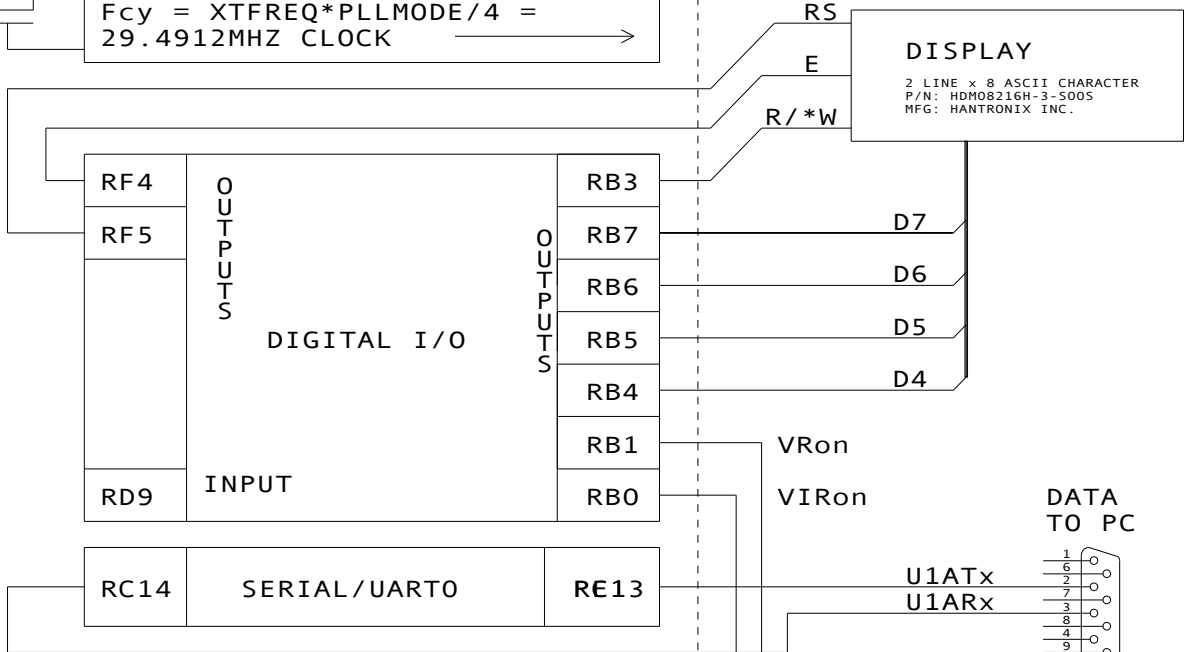 Fcy = XTFREQ*PLLMODE/4 =
29.4912MHZ CLOCK
RS
E
R/*W
DISPLAY
2 LINE x 8 ASCII CHARACTER
P/N: HDM08216H-3-S00S
MFG: HANTRONIX INC.
RF4
RF5
RD9
OUTPUTS
DIGITAL I/O
INPUT
OUTPUTS
RB3
RB7
RB6
RB5
RB4
RB1
RB0
D7
D6
D5
D4
VRon
VIRon
DATA
TO PC
RC14
SERIAL/UART0
U1ATx
U1ARx
1
6
2
7
3
8
4
9